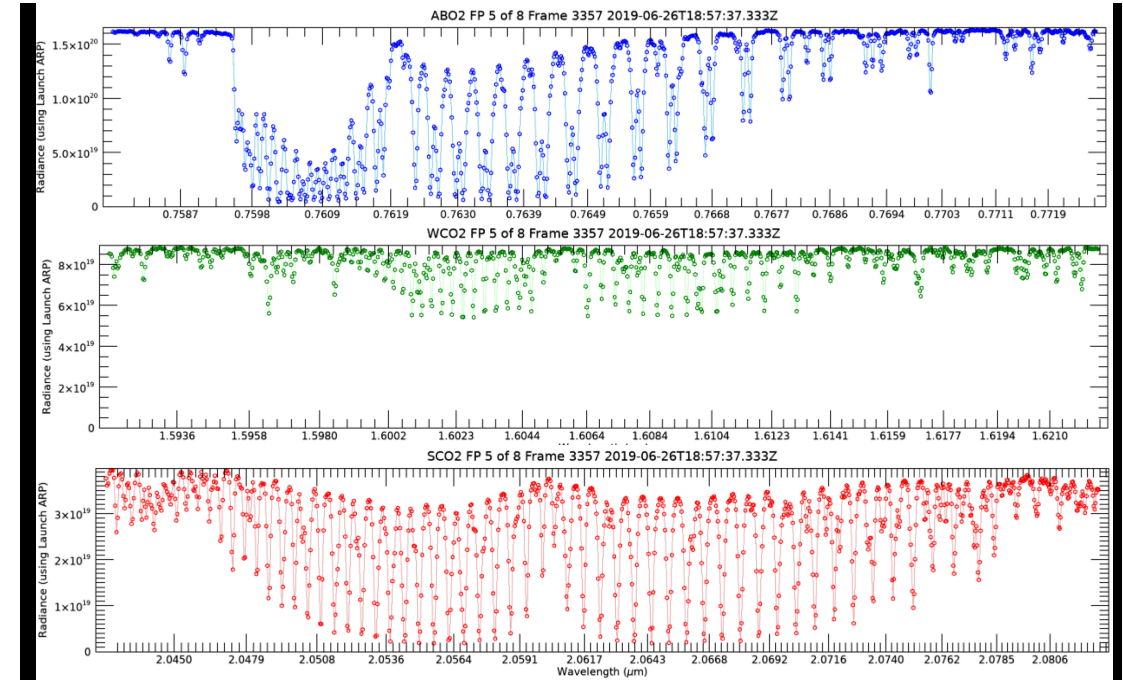 ABO2 FP 5 of 8 Frame 3357 2019-06-26T18:57:37.333Z
Radiance (using Launch ARP)
1.5×10²⁰
1.0×10²⁰
5.0×10¹⁹
0
0.7587 0.7598 0.7609 0.7619 0.7630 0.7639 0.7649 0.7659 0.7668 0.7677 0.7686 0.7694 0.7703 0.7711 0.7719
WCO2 FP 5 of 8 Frame 3357 2019-06-26T18:57:37.333Z
Radiance (using Launch ARP)
8×10¹⁹
6×10¹⁹
4×10¹⁹
2×10¹⁹
0
1.5936 1.5958 1.5980 1.6002 1.6023 1.6044 1.6064 1.6084 1.6104 1.6123 1.6141 1.6159 1.6177 1.6194 1.6210
SCO2 FP 5 of 8 Frame 3357 2019-06-26T18:57:37.333Z
Radiance (using Launch ARP)
3×10¹⁹
2×10¹⁹
1×10¹⁹
0
2.0450 2.0479 2.0508 2.0536 2.0564 2.0591 2.0617 2.0643 2.0668 2.0692 2.0716 2.0740 2.0762 2.0785 2.0806
Wavelength (μm)